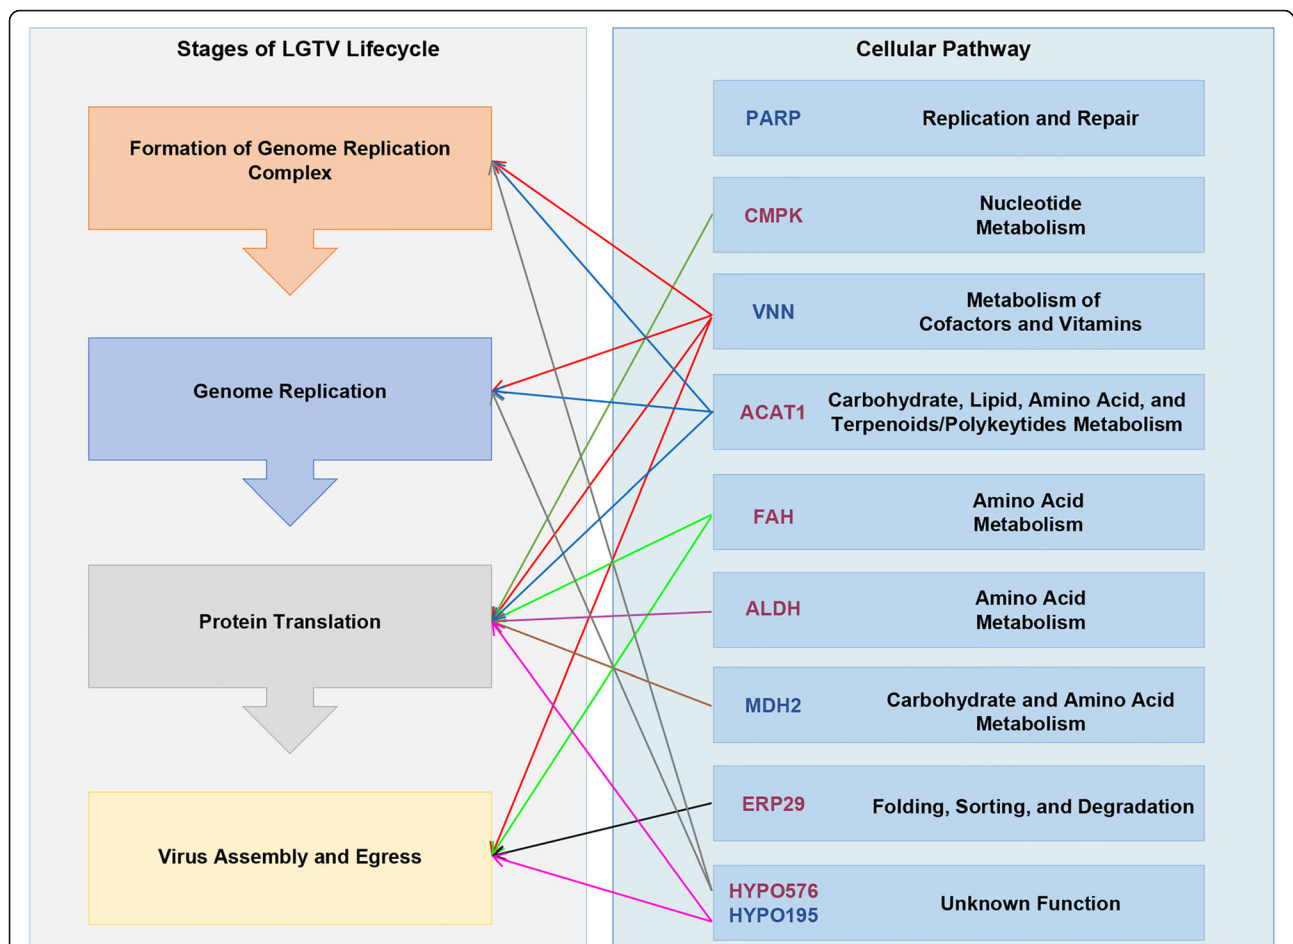 Stages of LGTV Lifecycle
Formation of Genome Replication
Complex
Genome Replication
Protein Translation
Virus Assembly and Egress
Cellular Pathway
PARP
Replication and Repair
CMPK
Nucleotide
Metabolism
VNN
Metabolism of
Cofactors and Vitamins
ACAT1
Carbohydrate, Lipid, Amino Acid, and
Terpenoids/Polykeytides Metabolism
FAH
Amino Acid
Metabolism
ALDH
Amino Acid
Metabolism
MDH2
Carbohydrate and Amino Acid
Metabolism
ERP29
Folding, Sorting, and Degradation
HYPO576
HYPO195
Unknown Function